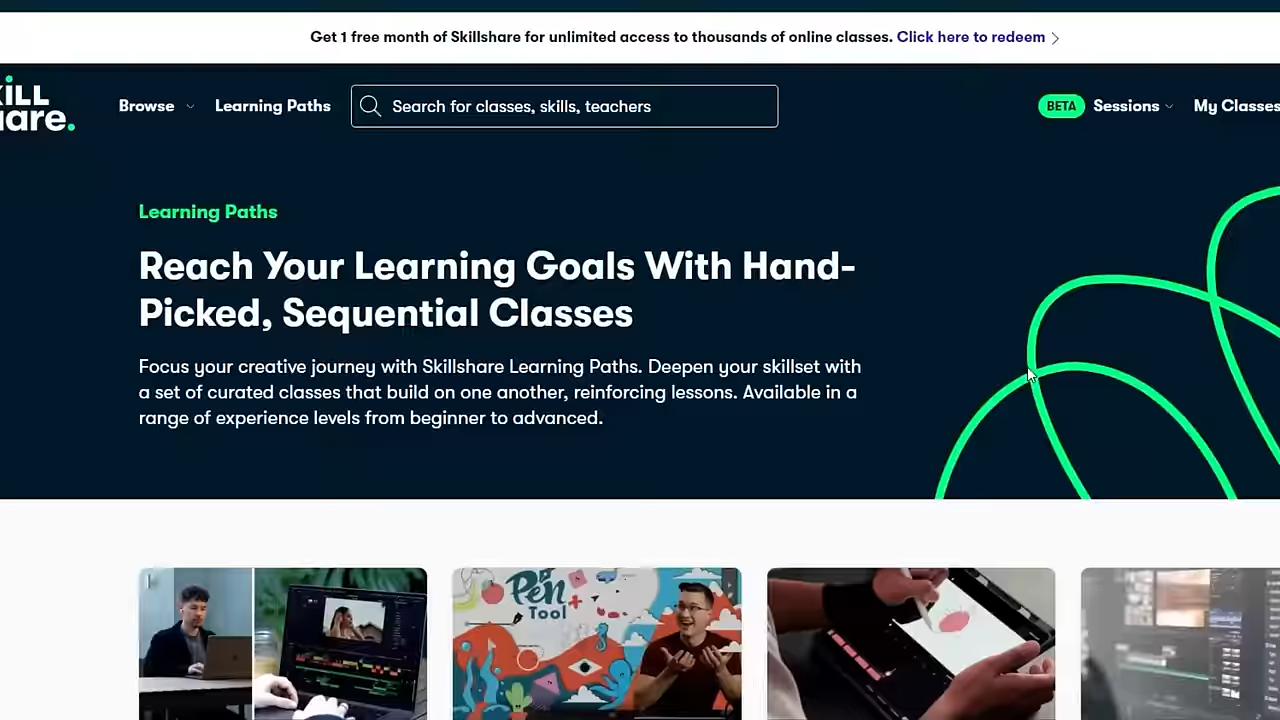 Get 1 free month of Skillshare for unlimited access to thousands of online classes. Click here to redeem
iLL
are.
Browse
Learning Paths
Search for classes, skills, teachers
BETA
Sessions
My Classes
Learning Paths
Reach Your Learning Goals With Hand-
Picked, Sequential Classes
Focus your creative journey with Skillshare Learning Paths. Deepen your skillset with
a set of curated classes that build on one another, reinforcing lessons. Available in a
range of experience levels from beginner to advanced.
Pen
Tool